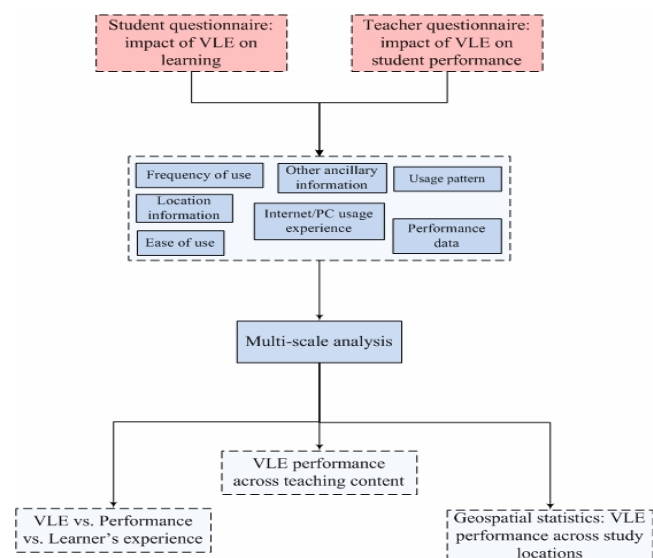 Student questionnaire:
impact of VLE on
learning
Teacher questionnaire:
impact of VLE on
student performance
Frequency of use
Other ancillary
information
Usage pattern
Location
information
Internet/PC usage
experience
Performance
data
Ease of use
Multi-scale analysis
VLE performance
across teaching content
VLE vs. Performance
vs. Learner's experience
Geospatial statistics: VLE
performance across study
locations